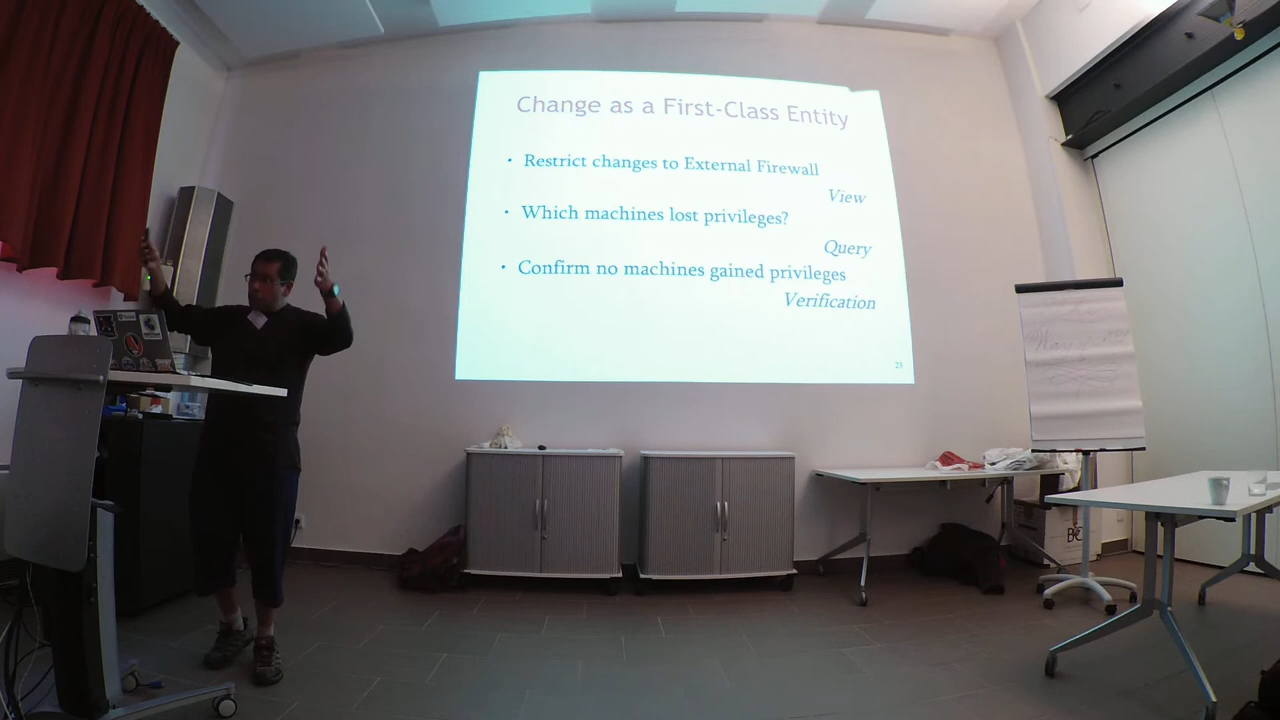 Change as a First-Class Entity
• Restrict changes to External Firewall
View
• Which machines lost privileges?
Query
• Confirm no machines gained privileges
Verification